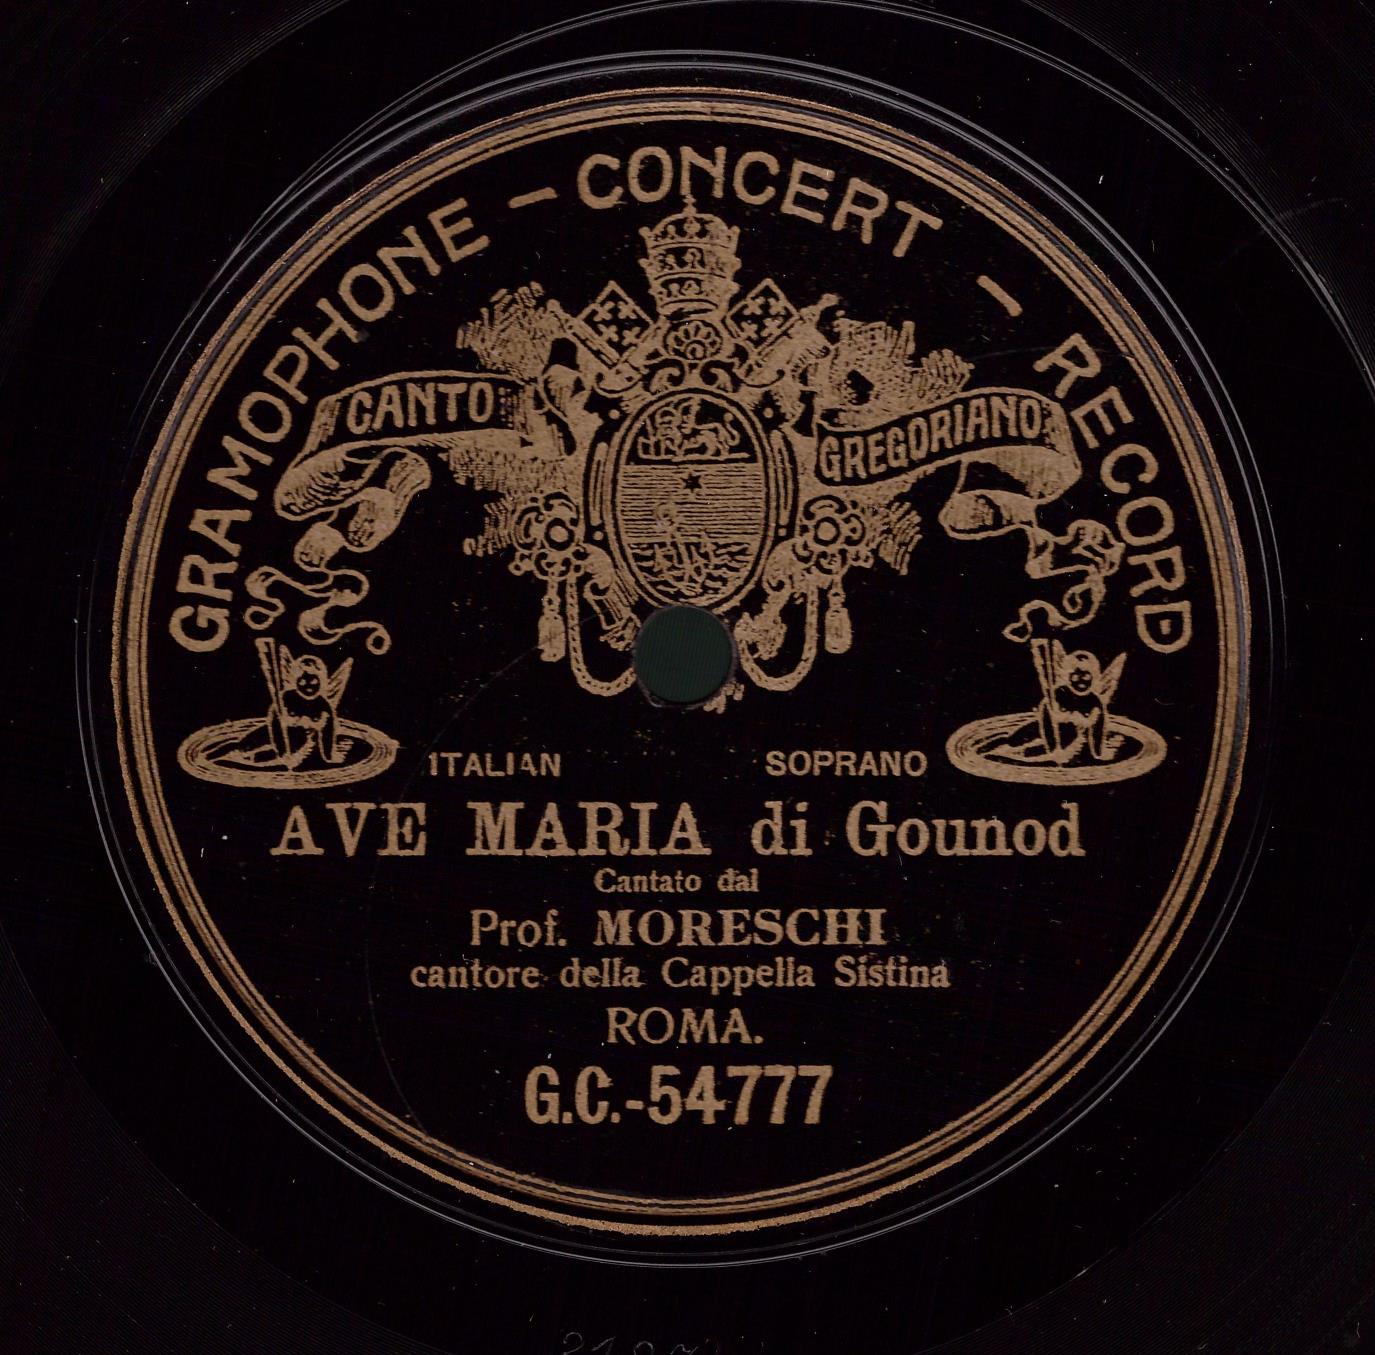 GRAMOPHONE – CONCERT – RECORD
CANTO
GREGORIANO
ITALIAN SOPRANO
AVE MARIA di Gounod
Cantato dal
Prof. MORESCHI
cantore della Cappella Sistina
ROMA.
G.C.-54777